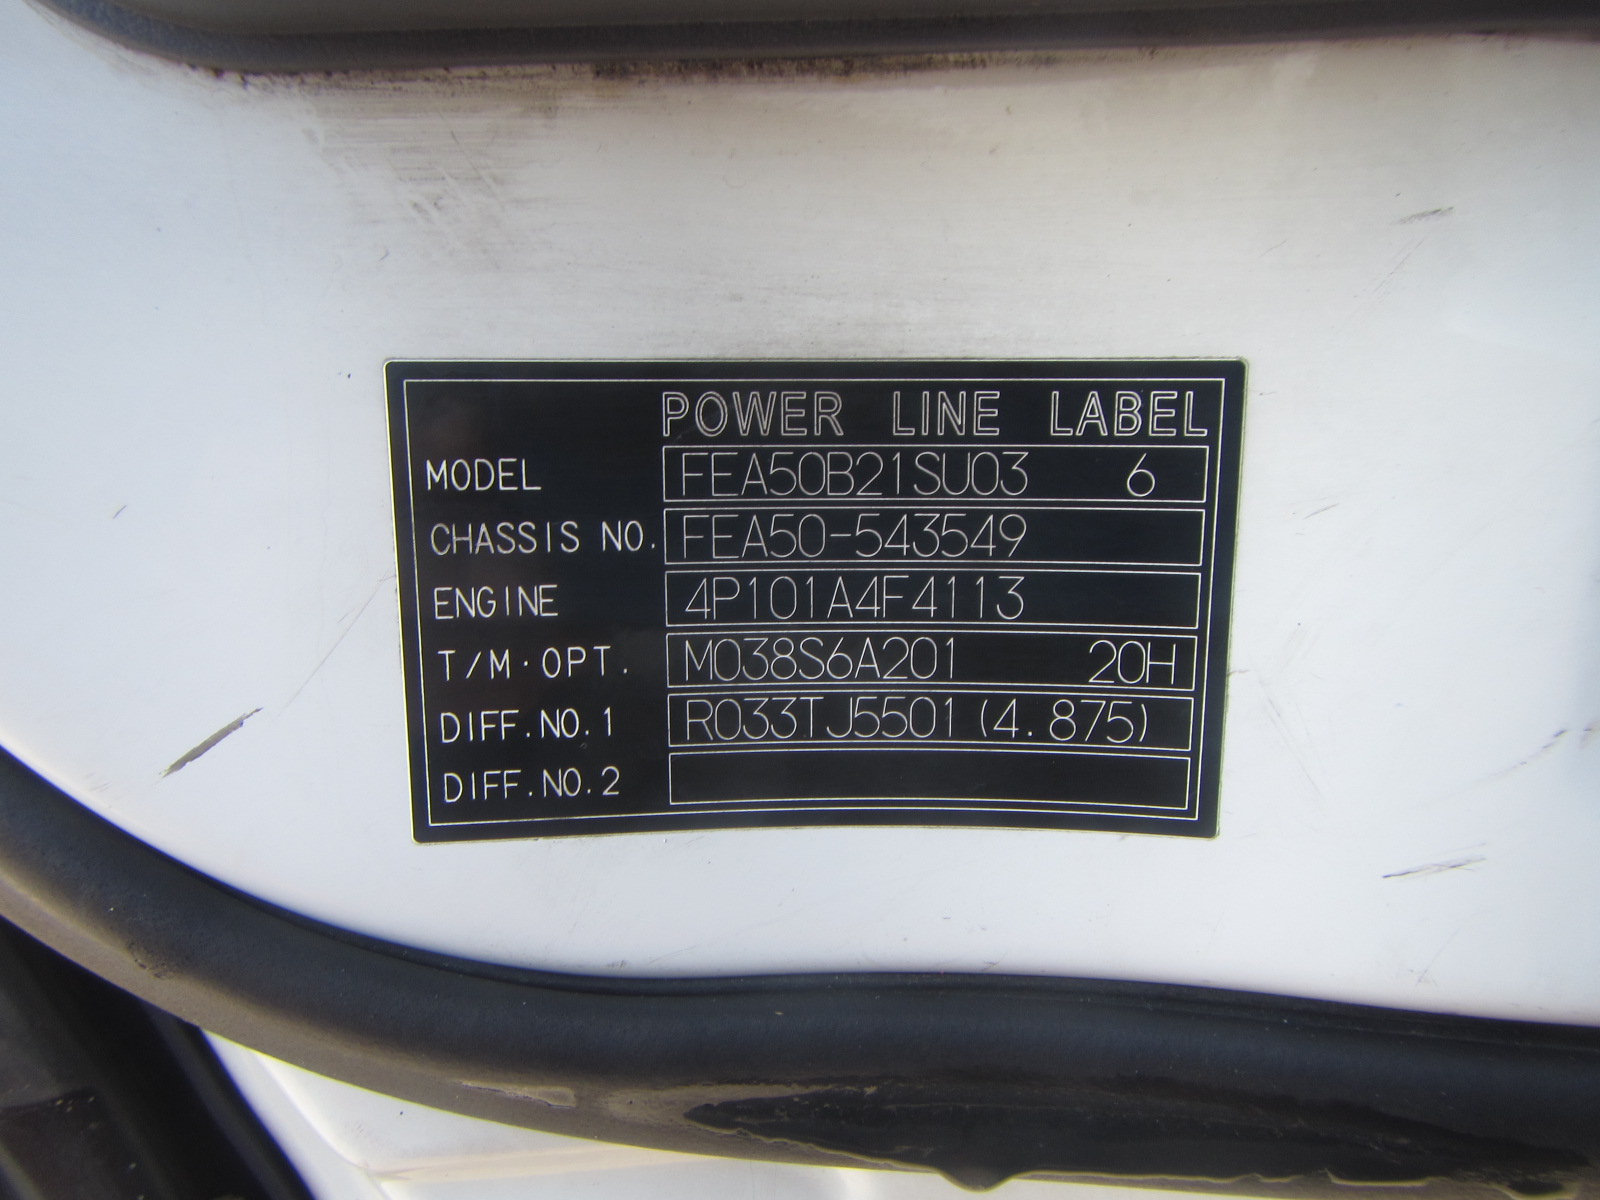 POWER LINE LABEL
MODEL FEA50B21SU03 6
CHASSIS NO. FEA50-543549
ENGINE 4P101A4F4113
T/M·OPT. M038S6A201 20H
DIFF.NO.1 R033TJ5501(4.875)
DIFF.NO.2